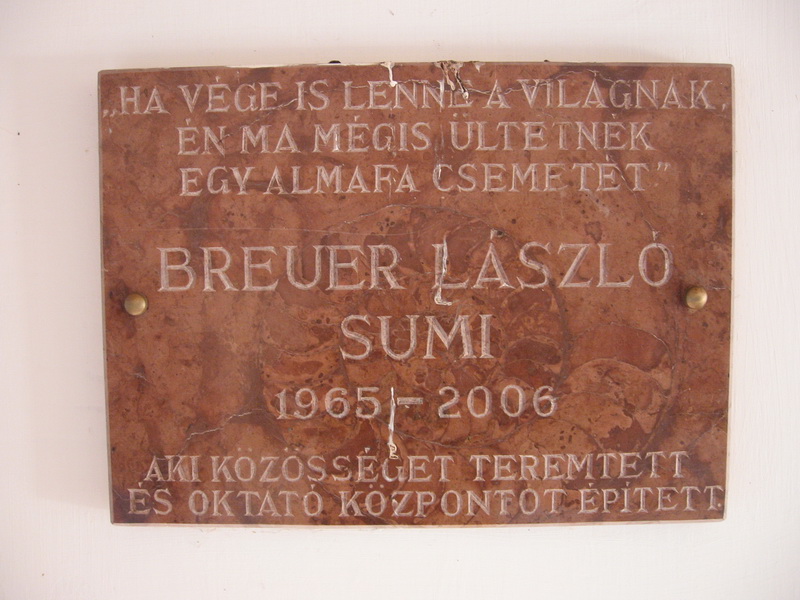 „HA VÉGE IS LENNE A VILÁGNAK,
ÉN MA MÉGIS ÜLTETNÉK
EGY ALMAFA CSEMETÉT”
BREUER LÁSZLÓ
SUMI
1965 – 2006
AKI KÖZÖSSÉGET TEREMTETT
ÉS OKTATÓ KÖZPONTOT ÉPÍTETT